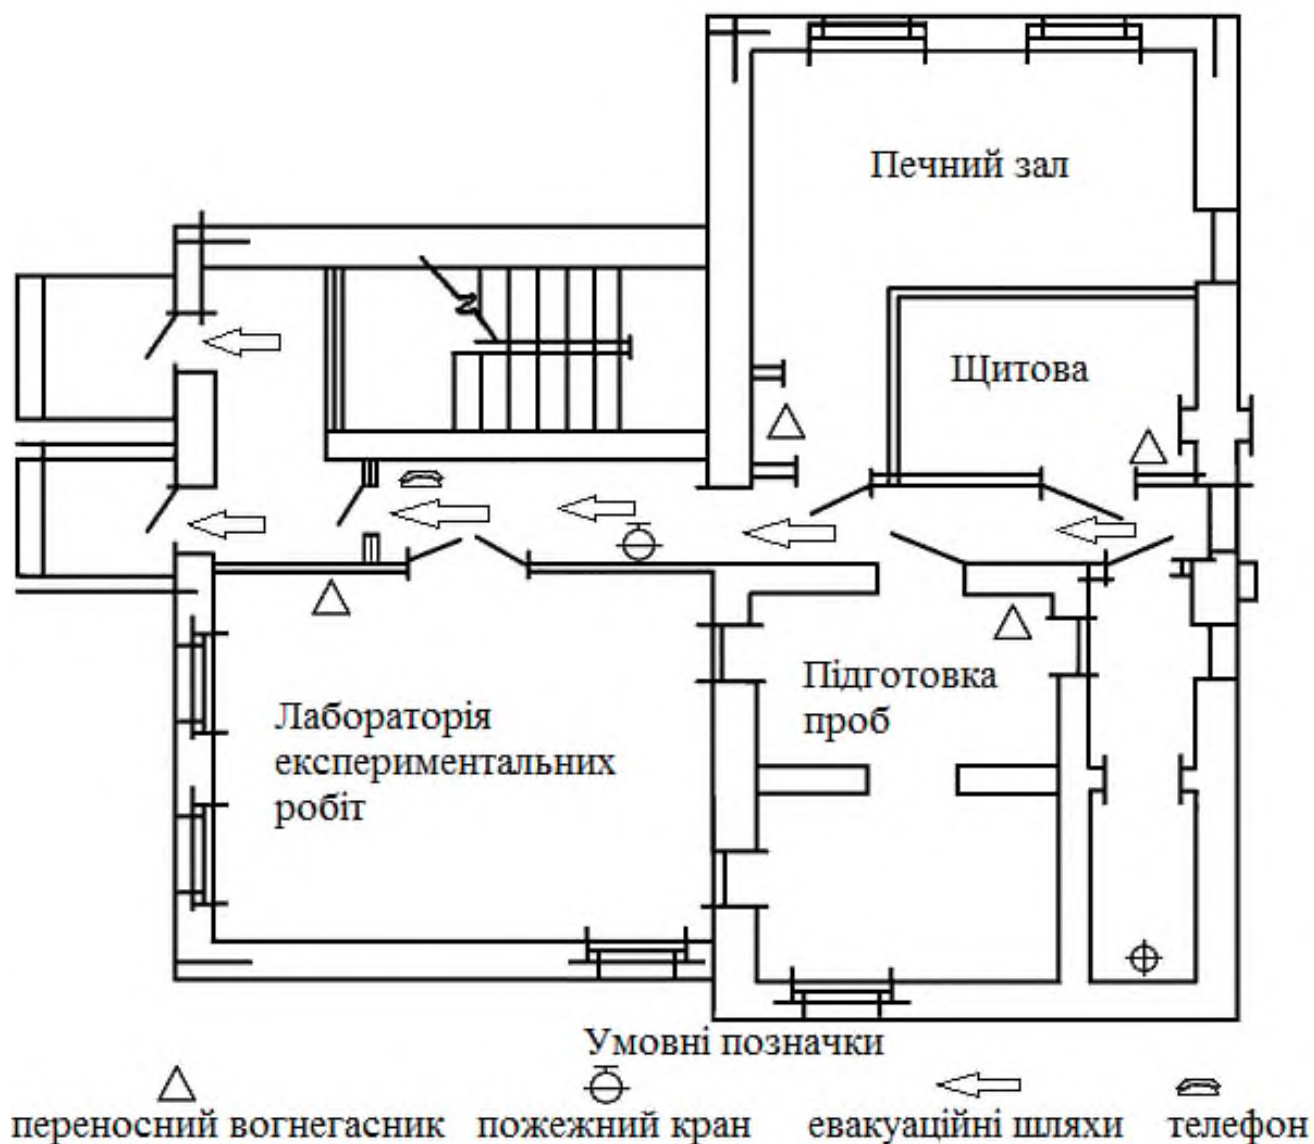 Печний зал
Щитова
Підготовка
проб
Лабораторія
експериментальних
робіт
Умовні позначки
переносний вогнегасник пожежний кран евакуаційні шляхи телефон